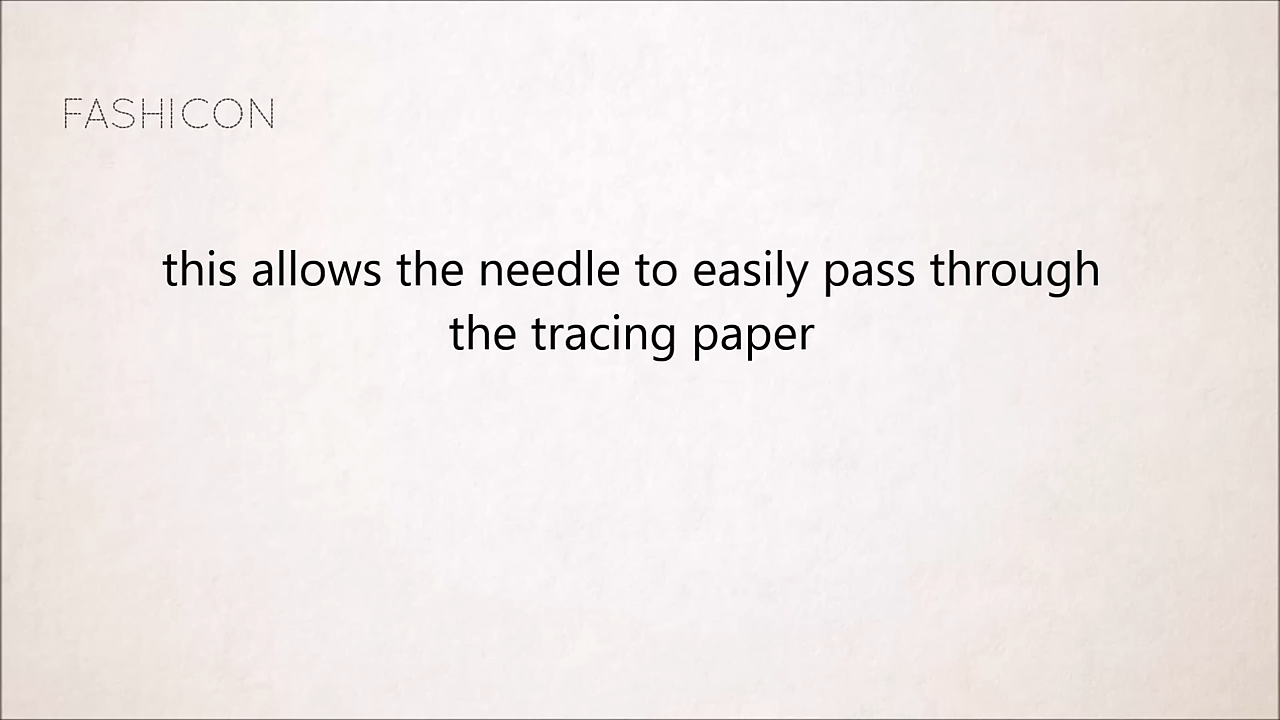 FASHICON
this allows the needle to easily pass through
the tracing paper